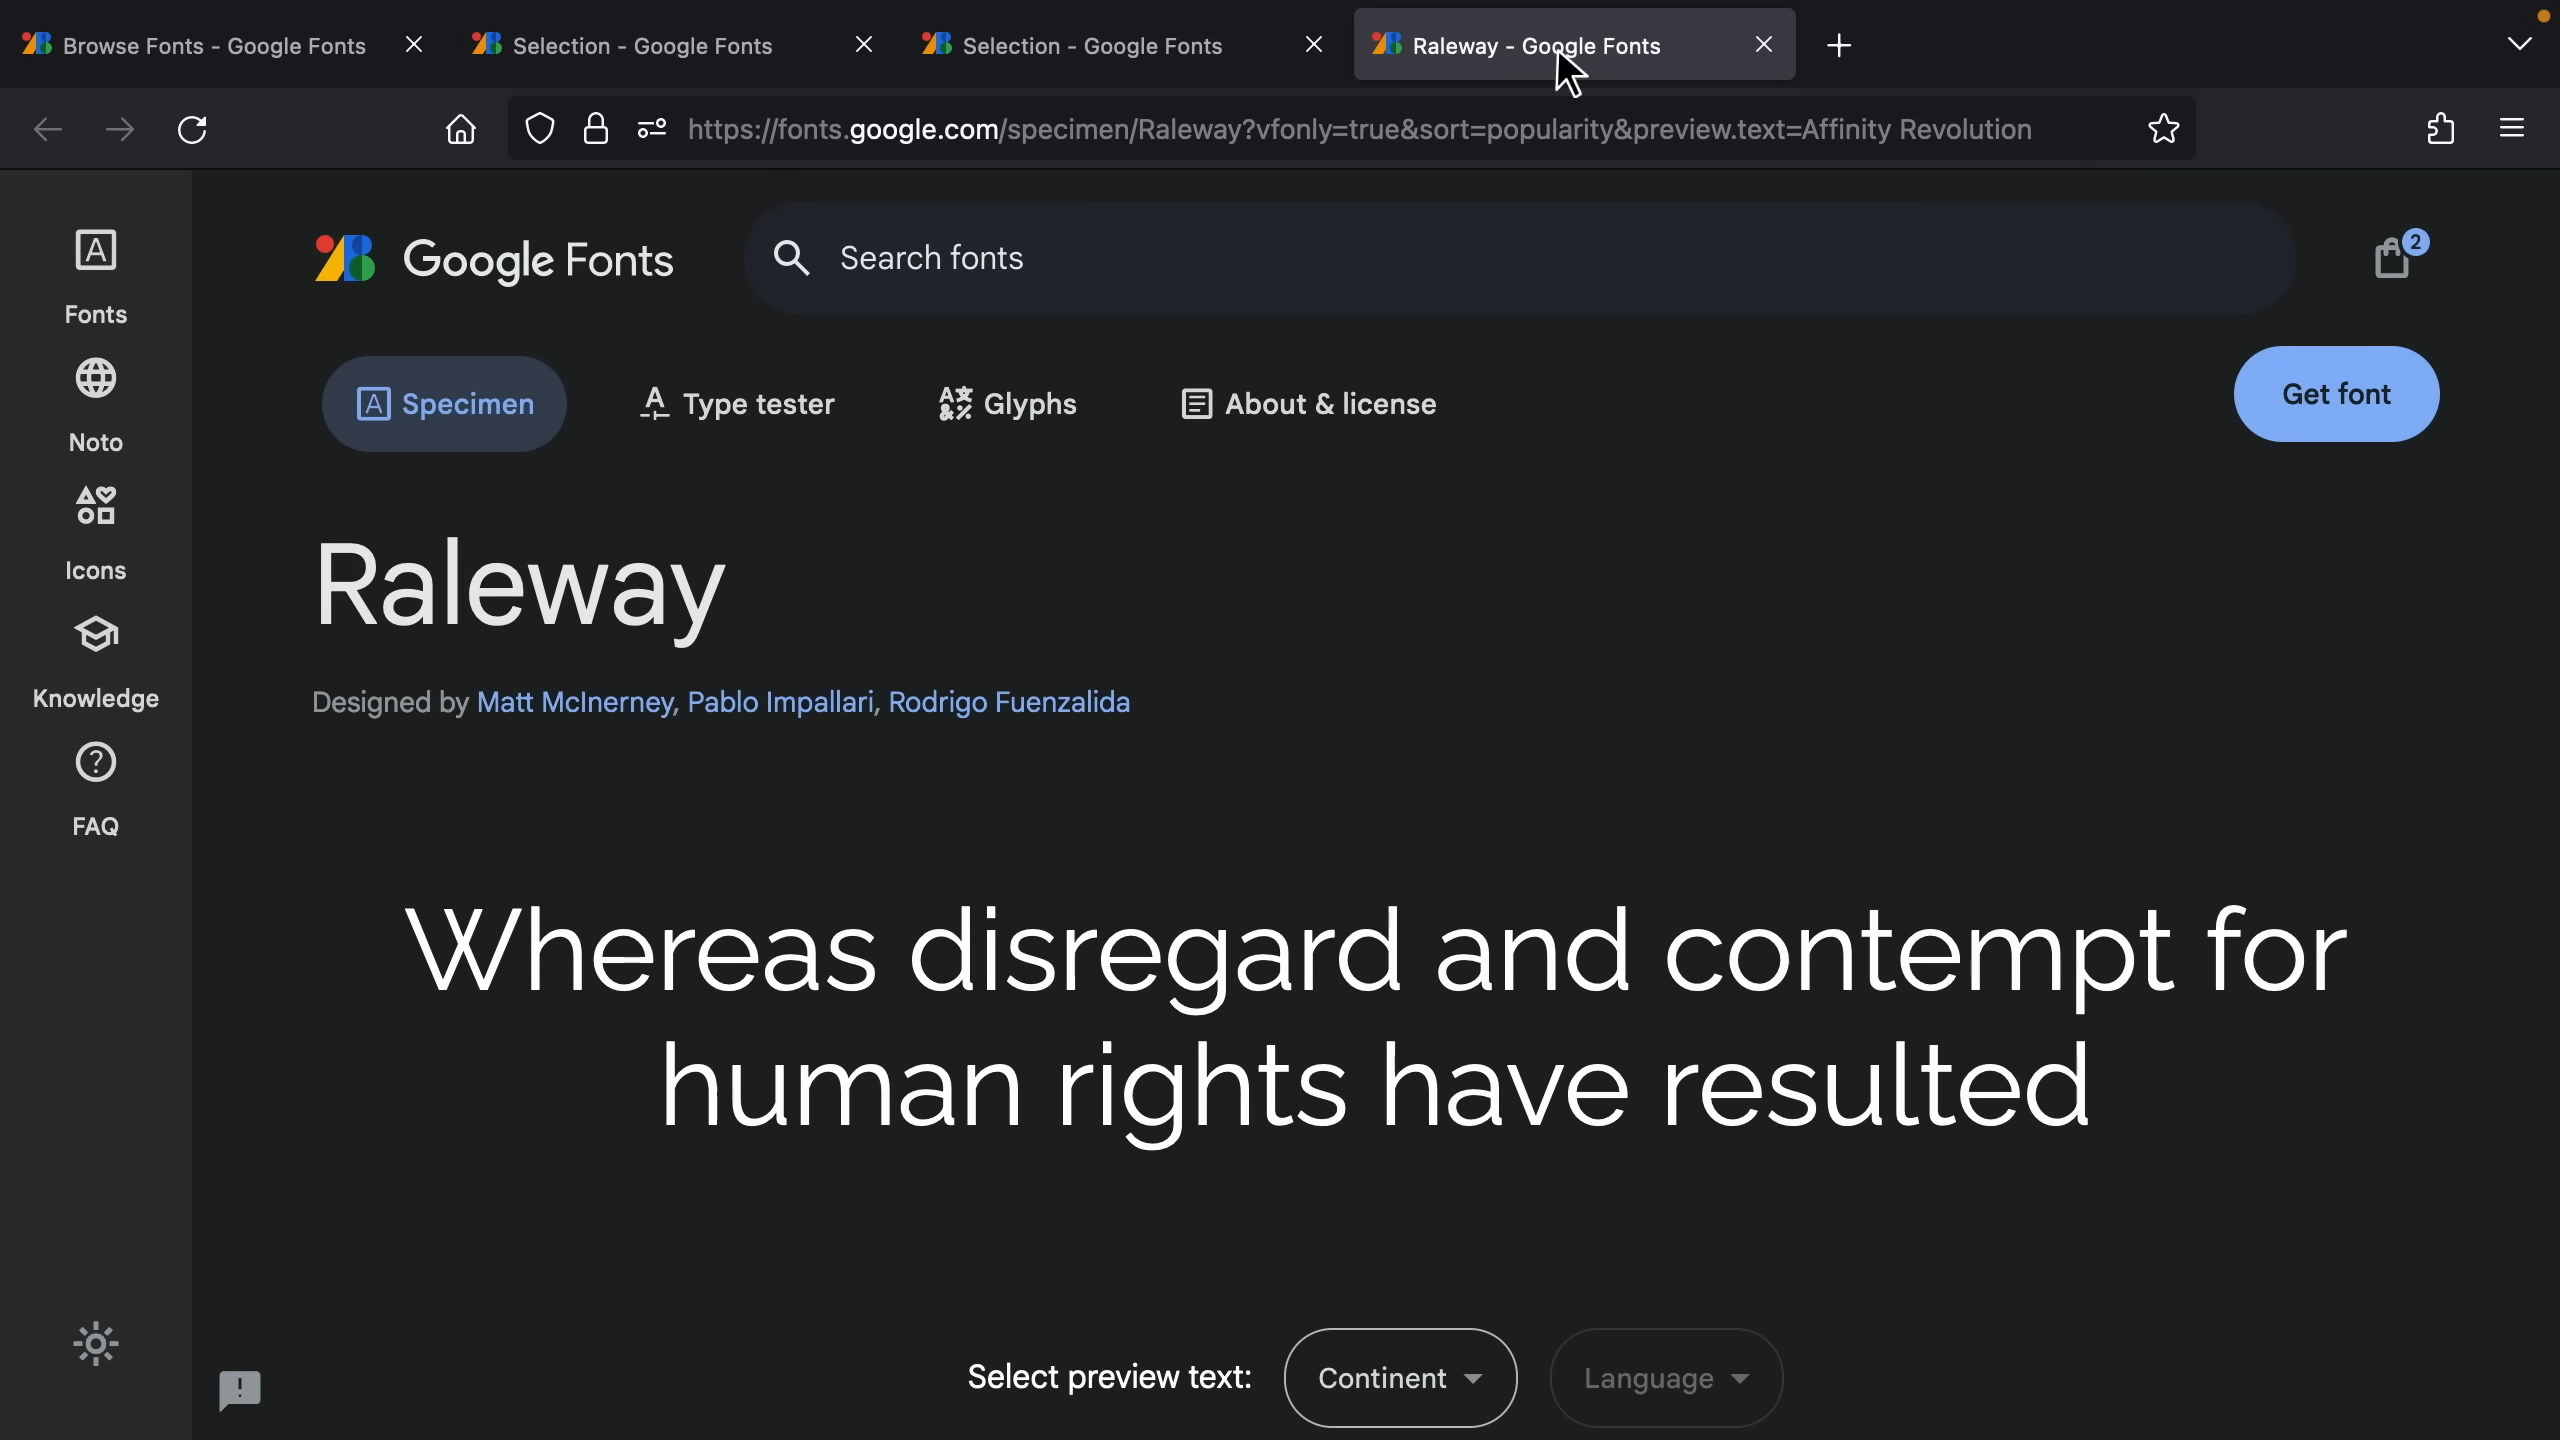 Browse Fonts - Google Fonts
Selection - Google Fonts
Selection - Google Fonts
Raleway - Google Fonts
https://fonts.google.com/specimen/Raleway?vfonly=true&sort=popularity&preview.text=Affinity Revolution
Google Fonts
Search fonts
2
Fonts
Noto
Icons
Knowledge
FAQ
Specimen
Type tester
Glyphs
About & license
Get font
Raleway
Designed by Matt McInerney, Pablo Impallari, Rodrigo Fuenzalida
Whereas disregard and contempt for
human rights have resulted
Select preview text:
Continent
Language